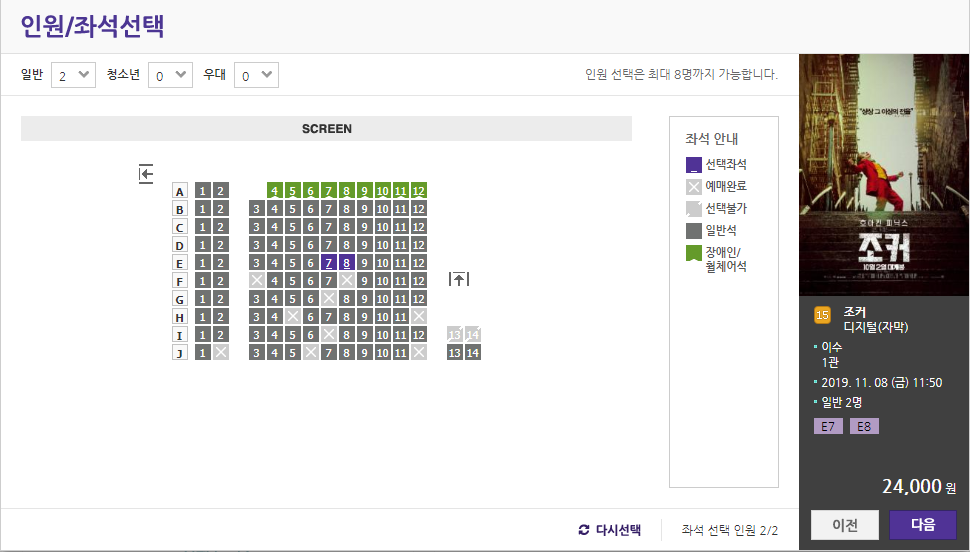 인원/좌석선택
일반 2 청소년 0 우대 0 인원 선택은 최대 8명까지 가능합니다.
SCREEN
A 1 2 4 5 6 7 8 9 10 11 12
B 1 2 3 4 5 6 7 8 9 10 11 12
C 1 2 3 4 5 6 7 8 9 10 11 12
D 1 2 3 4 5 6 7 8 9 10 11 12
E 1 2 3 4 5 6 7 8 9 10 11 12
F 1 2 4 5 6 7 9 10 11 12
G 1 2 3 4 5 6 8 9 10 11 12
H 1 2 3 4 6 7 8 9 10 11
I 1 2 3 4 5 6 8 9 10 11 12 13 14
J 1 3 4 5 7 8 9 10 11 13 14
좌석 안내
선택좌석
예매완료
선택불가
일반석
장애인/
휠체어석
다시선택 좌석 선택 인원 2/2
"상상 그 이상의 전율"
호아킨 피닉스
조커
10월 2일 대개봉
15 조커
디지털(자막)
이수
1관
2019. 11. 08 (금) 11:50
일반 2명
E7 E8
24,000 원
이전 다음